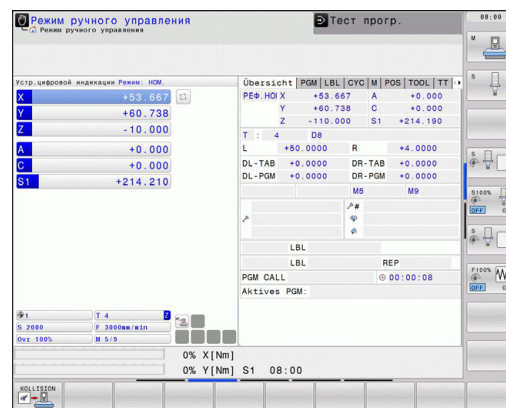 Режим ручного управления
Режим ручного управления
Тест прогр.
08:00
M
Устр.цифровой индикации Режим: НОМ.
X +53.667
Y +60.738
Z -10.000
A +0.000
C +0.000
S1 +214.210
Übersicht PGM LBL CYC M POS TOOL TT
РЕФ.НОМ X +53.667 A +0.000
Y +60.738 C +0.000
Z -110.000 S1 +214.190
T : 4 D8
L +50.0000 R +4.0000
DL-TAB +0.0000 DR-TAB +0.0000
DL-PGM +0.0000 DR-PGM +0.0000
M5 M9
#
LBL
LBL REP
PGM CALL 00:00:08
Aktives PGM:
1 T 4 Z
S 2000 F 3000mm/min
Ovr 100% M 5/9
0% X[Nm]
0% Y[Nm] S1 08:00
S
S
S100%
OFF
S
F100%
OFF
KOLLISION